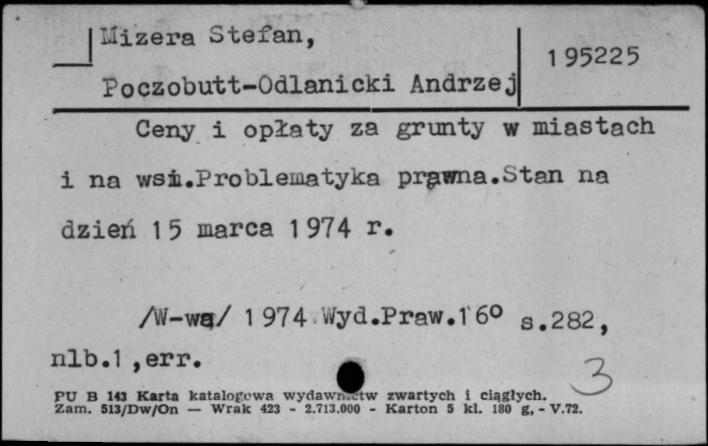 Mizera Stefan,
195225
Poczobutt-Odlanicki Andrzej
Ceny i opłaty za grunty w miastach
i na wsi.Problematyka prawna.Stan na
dzień 15 marca 1974 r.
/W-wa/ 1974.Wyd.Praw.16° s.282,
nlb.1,err.
3
PU B 143 Karta katalogowa wydawnictw zwartych i ciągłych.
Zam. 513/Dw/On — Wrak 423 - 2.713.000 - Karton 5 kl. 180 g, - V.72.